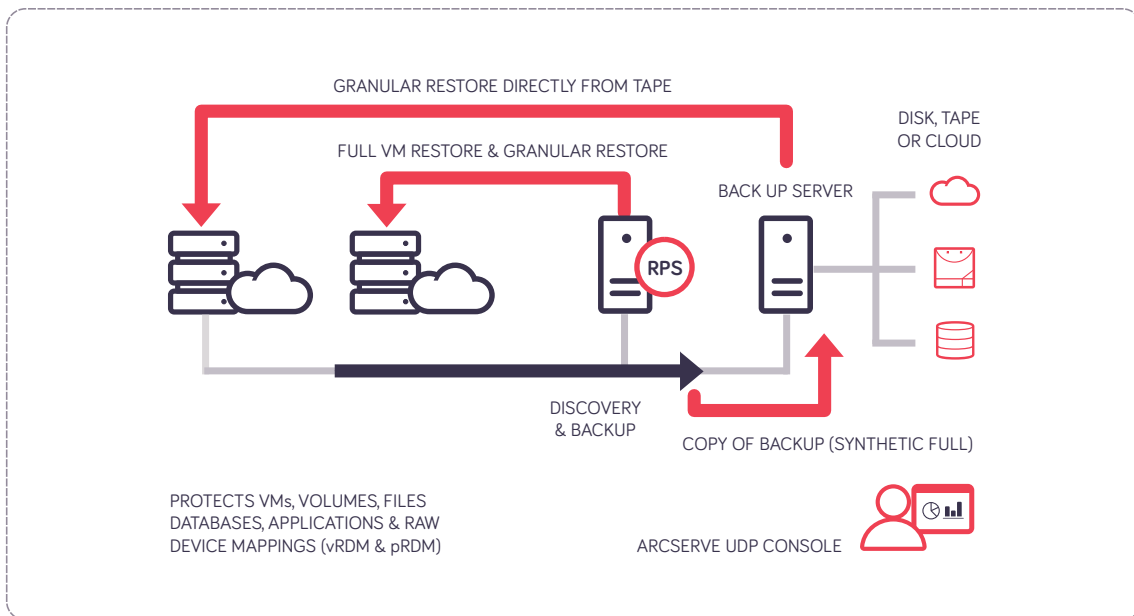 GRANULAR RESTORE DIRECTLY FROM TAPE
DISK, TAPE
OR CLOUD
FULL VM RESTORE & GRANULAR RESTORE
BACK UP SERVER
RPS
DISCOVERY
& BACKUP
COPY OF BACKUP (SYNTHETIC FULL)
PROTECTS VMs, VOLUMES, FILES
DATABASES, APPLICATIONS & RAW
DEVICE MAPPINGS (vRDM & pRDM)
ARCSERVE UDP CONSOLE